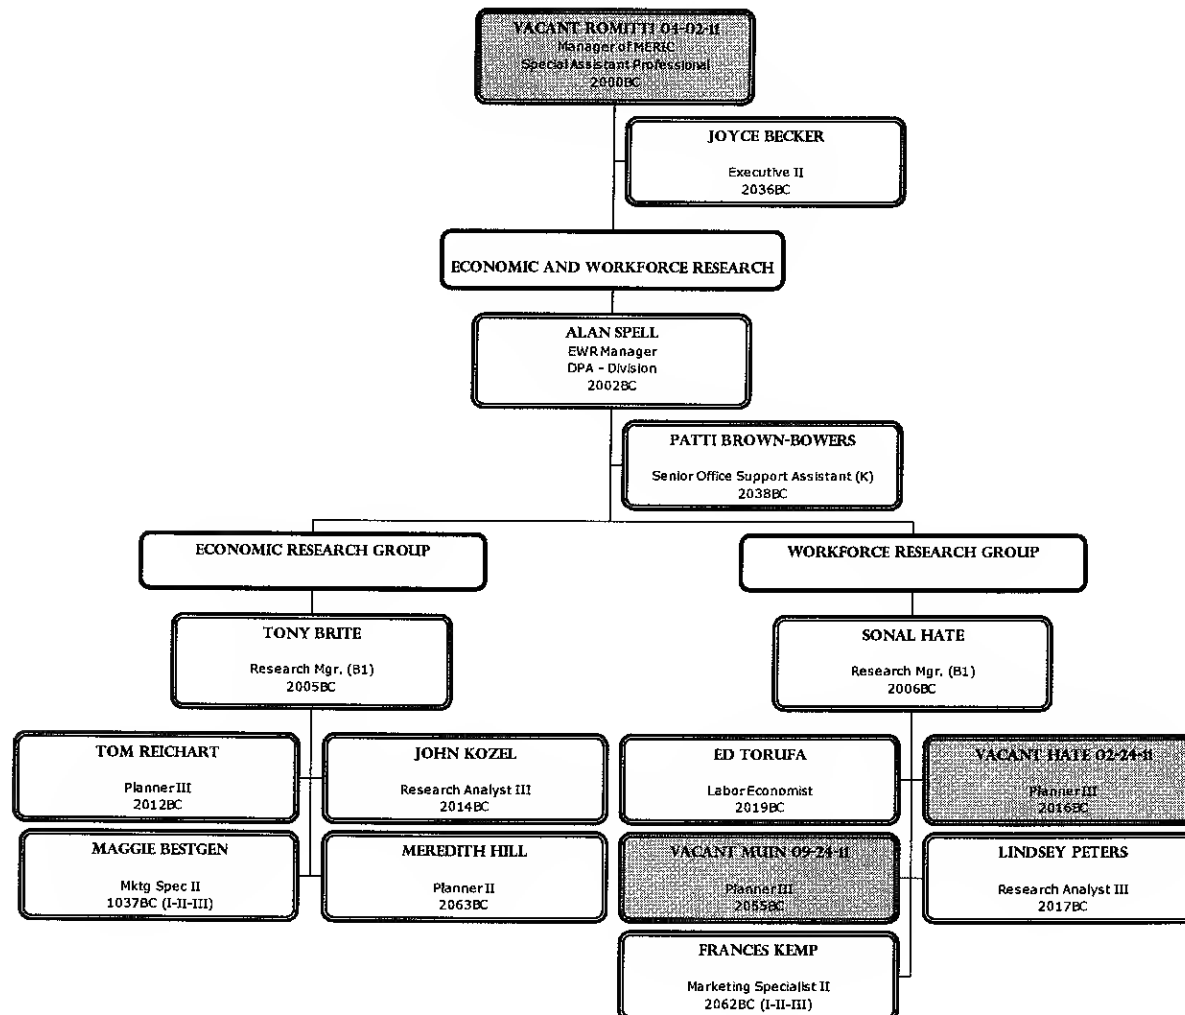 VACANT ROMITTI 04-02-11
Manager of MERIC
Special Assistant Professional
2000BC
JOYCE BECKER
Executive II
2036BC
ECONOMIC AND WORKFORCE RESEARCH
ALAN SPELL
EWR Manager
DPA - Division
2002BC
PATTI BROWN-BOWERS
Senior Office Support Assistant (K)
2038BC
ECONOMIC RESEARCH GROUP
WORKFORCE RESEARCH GROUP
TONY BRITE
Research Mgr. (B1)
2005BC
SONAL HATE
Research Mgr. (B1)
2006BC
TOM REICHART
Planner III
2012BC
JOHN KOZEL
Research Analyst III
2014BC
ED TORUFA
Labor Economist
2019BC
VACANT HATE 02-24-11
Planner III
2016BC
MAGGIE BESTGEN
Mktg Spec II
1037BC (I-II-III)
MEREDITH HILL
Planner II
2063BC
VACANT MUIN 09-24-11
Planner III
2055BC
LINDSEY PETERS
Research Analyst III
2017BC
FRANCES KEMP
Marketing Specialist II
2062BC (I-II-III)